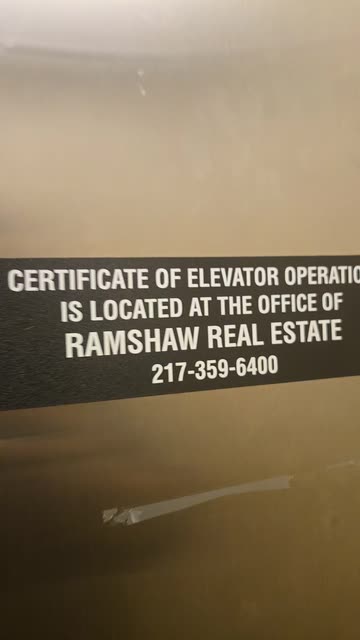 CERTIFICATE OF ELEVATOR OPERATIO
IS LOCATED AT THE OFFICE OF
RAMSHAW REAL ESTATE
217-359-6400